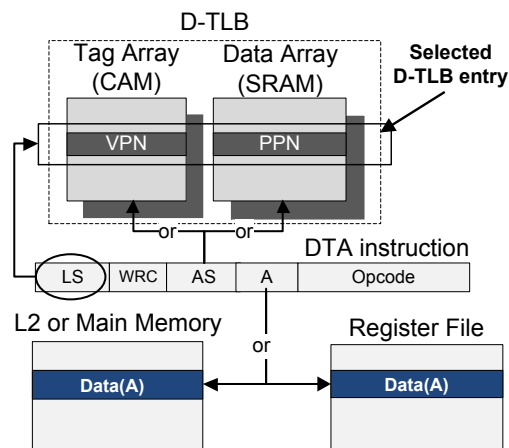 D-TLB
Tag Array
(CAM)
Data Array
(SRAM)
Selected
D-TLB entry
VPN
PPN
or
or
DTA instruction
LS
WRC
AS
A
Opcode
L2 or Main Memory
or
Register File
Data(A)
Data(A)